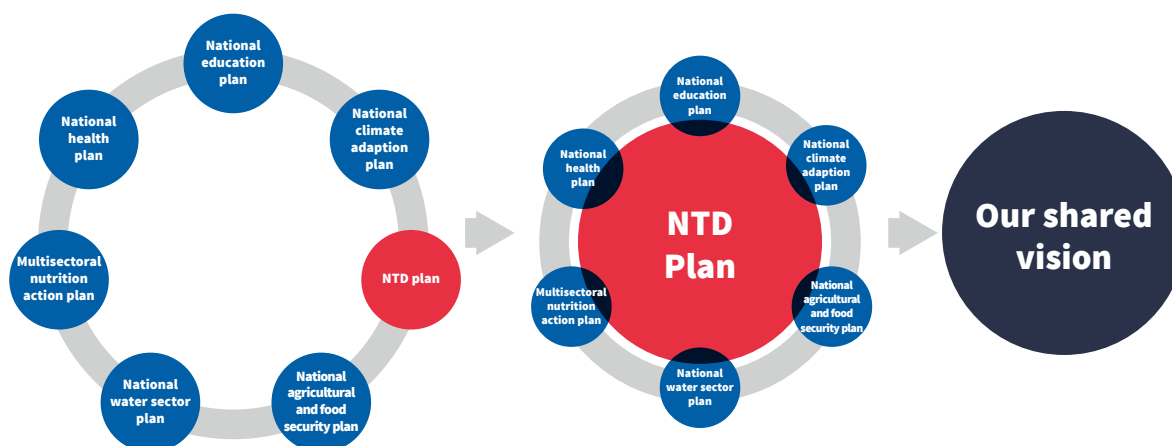 National
education
plan
National
climate
adaption
plan
National
health
plan
NTD plan
Multisectoral
nutrition
action plan
National
water sector
plan
National
agricultural
and food
security plan
National
education
plan
National
climate
adaption
plan
National
health
plan
NTD
Plan
Multisectoral
nutrition
action plan
National
agricultural
and food
security plan
National
water sector
plan
Our shared
vision